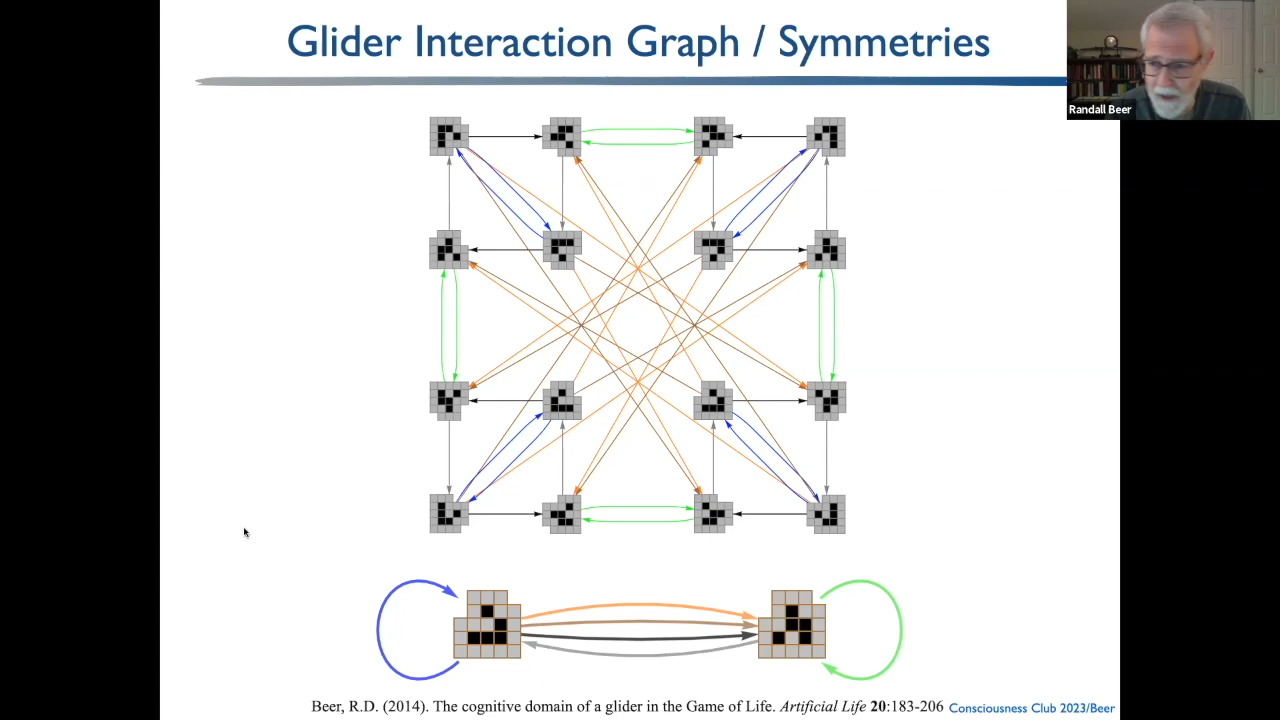 Glider Interaction Graph / Symmetries
Randall Beer
Beer, R.D. (2014). The cognitive domain of a glider in the Game of Life. Artificial Life 20:183-206
Consciousness Club 2023/Beer